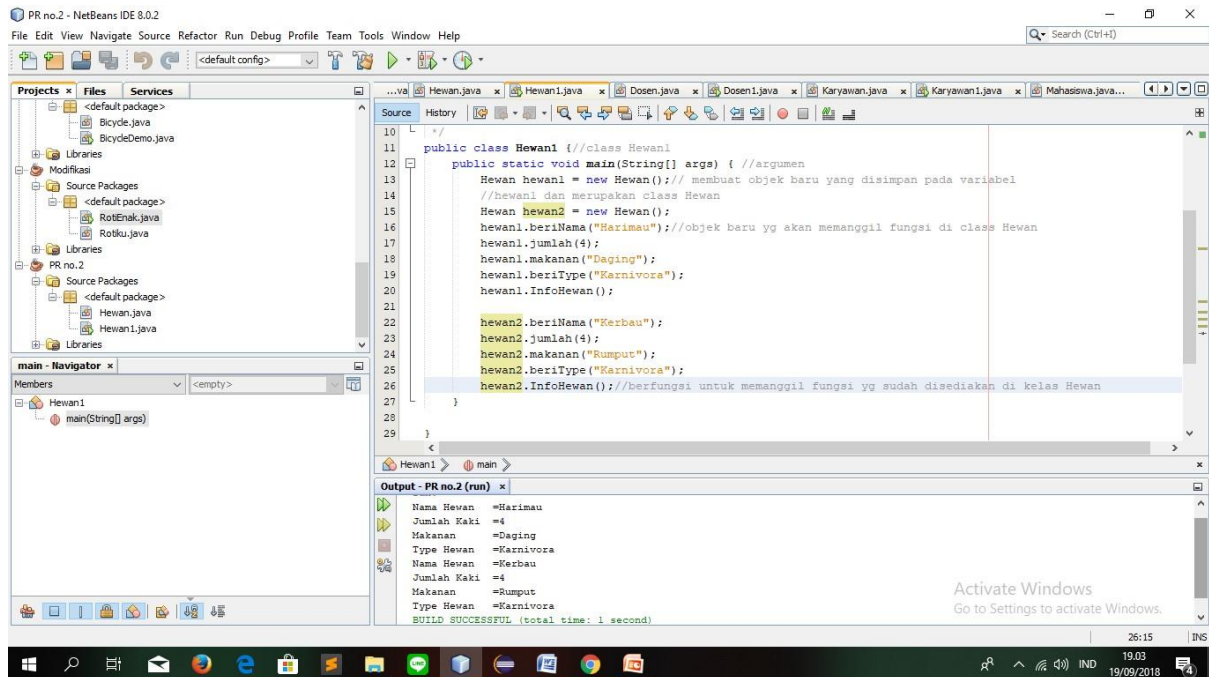 PR no.2 - NetBeans IDE 8.0.2
File Edit View Navigate Source Refactor Run Debug Profile Team Tools Window Help
Search (Ctrl+I)
<default config>
Projects Files Services
<default package>
Bicycle.java
BicycleDemo.java
Libraries
Modifikasi
Source Packages
<default package>
RotiEnak.java
Rotiku.java
Libraries
PR no.2
Source Packages
<default package>
Hewan.java
Hewan1.java
Libraries
main - Navigator
Members <empty>
Hewan1
main(String[] args)
...va Hewan.java Hewan1.java Dosen.java Dosen1.java Karyawan.java Karyawan1.java Mahasiswa.java...
Source History
10 */
11 public class Hewan1 {//class Hewan1
12 public static void main(String[] args) { //argumen
13 Hewan hewan1 = new Hewan();// membuat objek baru yang disimpan pada variabel
14 //hewan1 dan merupakan class Hewan
15 Hewan hewan2 = new Hewan();
16 hewan1.beriNama("Harimau");//objek baru yg akan memanggil fungsi di class Hewan
17 hewan1.jumlah(4);
18 hewan1.makanan("Daging");
19 hewan1.beriType("Karnivora");
20 hewan1.InfoHewan();
21
22 hewan2.beriNama("Kerbau");
23 hewan2.jumlah(4);
24 hewan2.makanan("Rumput");
25 hewan2.beriType("Karnivora");
26 hewan2.InfoHewan();//berfungsi untuk memanggil fungsi yg sudah disediakan di kelas Hewan
27 }
28
29 }
Hewan1 main
Output - PR no.2 (run)
Nama Hewan =Harimau
Jumlah Kaki =4
Makanan =Daging
Type Hewan =Karnivora
Nama Hewan =Kerbau
Jumlah Kaki =4
Makanan =Rumput
Type Hewan =Karnivora
BUILD SUCCESSFUL (total time: 1 second)
Activate Windows
Go to Settings to activate Windows.
26:15 INS
IND
19.03
19/09/2018
4